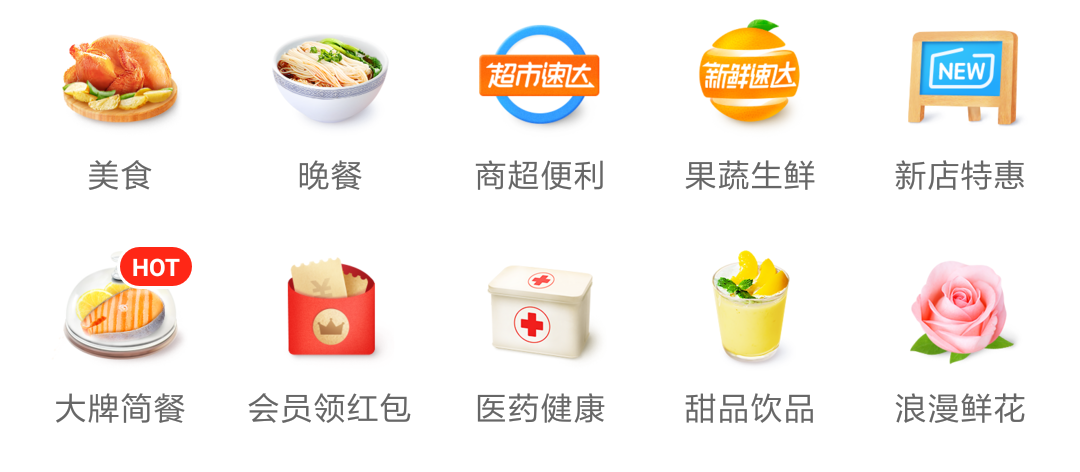 超市速达
新鲜速达
NEW
美食
晚餐
商超便利
果蔬生鲜
新店特惠
HOT
¥
大牌简餐
会员领红包
医药健康
甜品饮品
浪漫鲜花